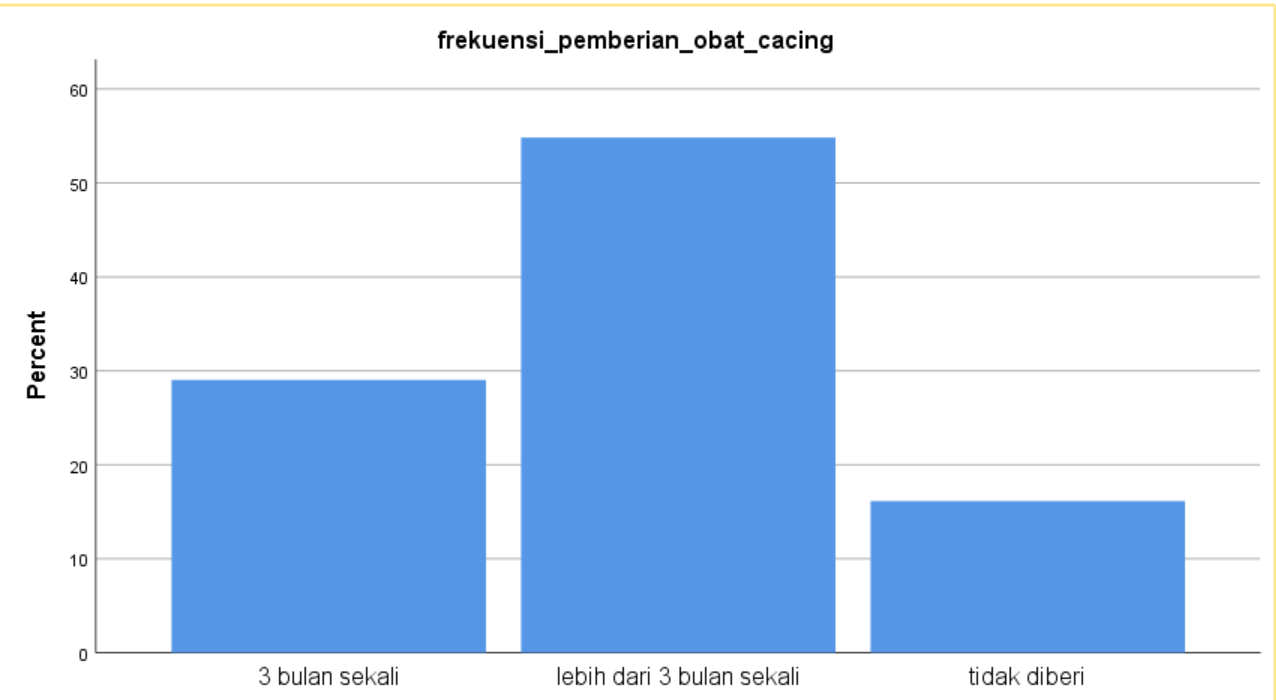 frekuensi_pemberian_obat_cacing
Percent
60
50
40
30
20
10
0
3 bulan sekali
lebih dari 3 bulan sekali
tidak diberi